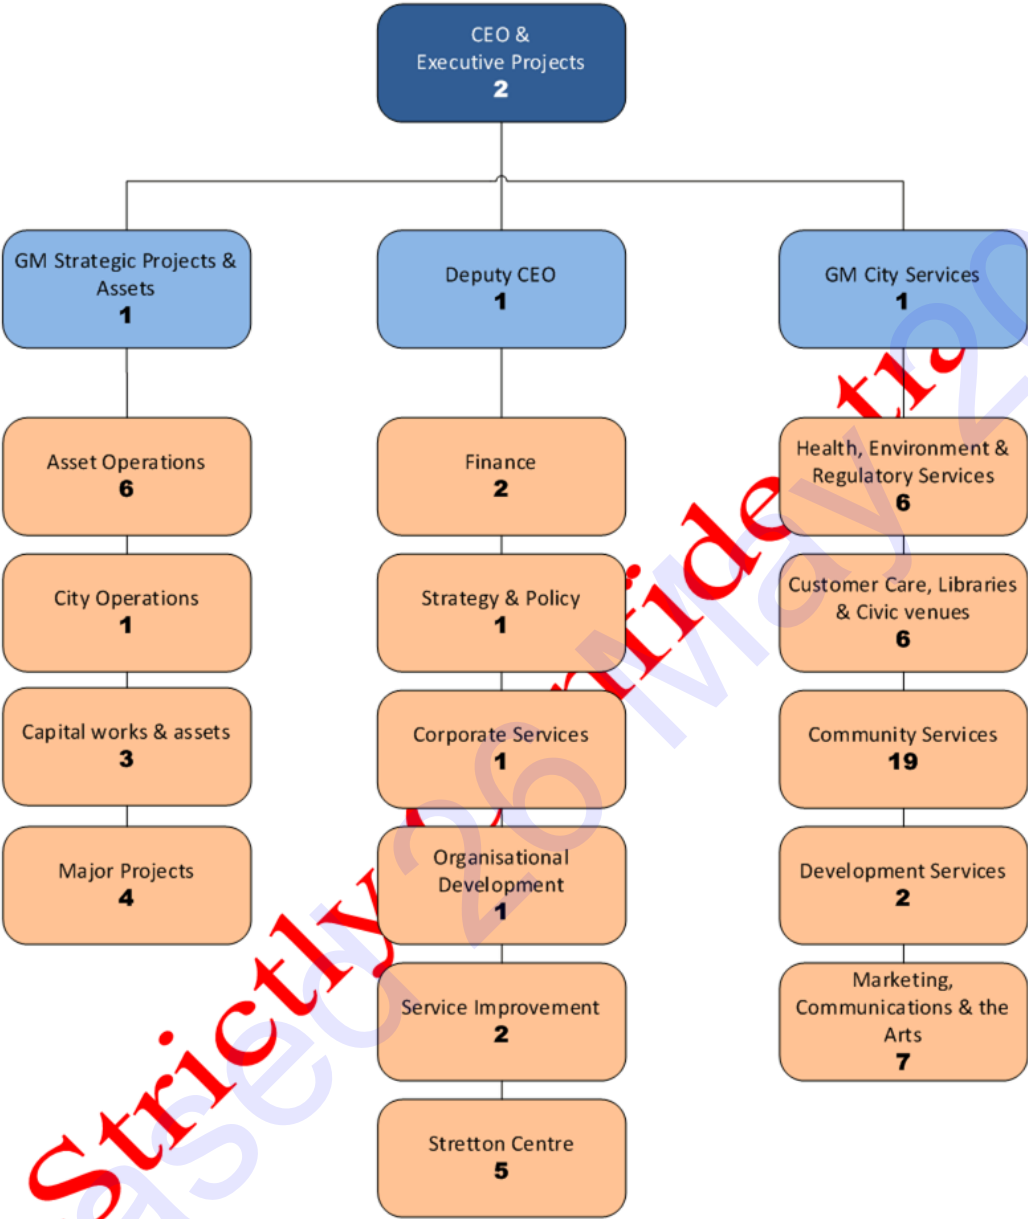 CEO &
Executive Projects
2
GM Strategic Projects &
Assets
1
Deputy CEO
1
GM City Services
1
Asset Operations
6
Finance
2
Health, Environment &
Regulatory Services
6
City Operations
1
Strategy & Policy
1
Customer Care, Libraries
& Civic venues
6
Capital works & assets
3
Corporate Services
1
Community Services
19
Major Projects
4
Organisational
Development
1
Development Services
2
Service Improvement
2
Marketing,
Communications & the
Arts
7
Stretton Centre
5
Strictly
26 May